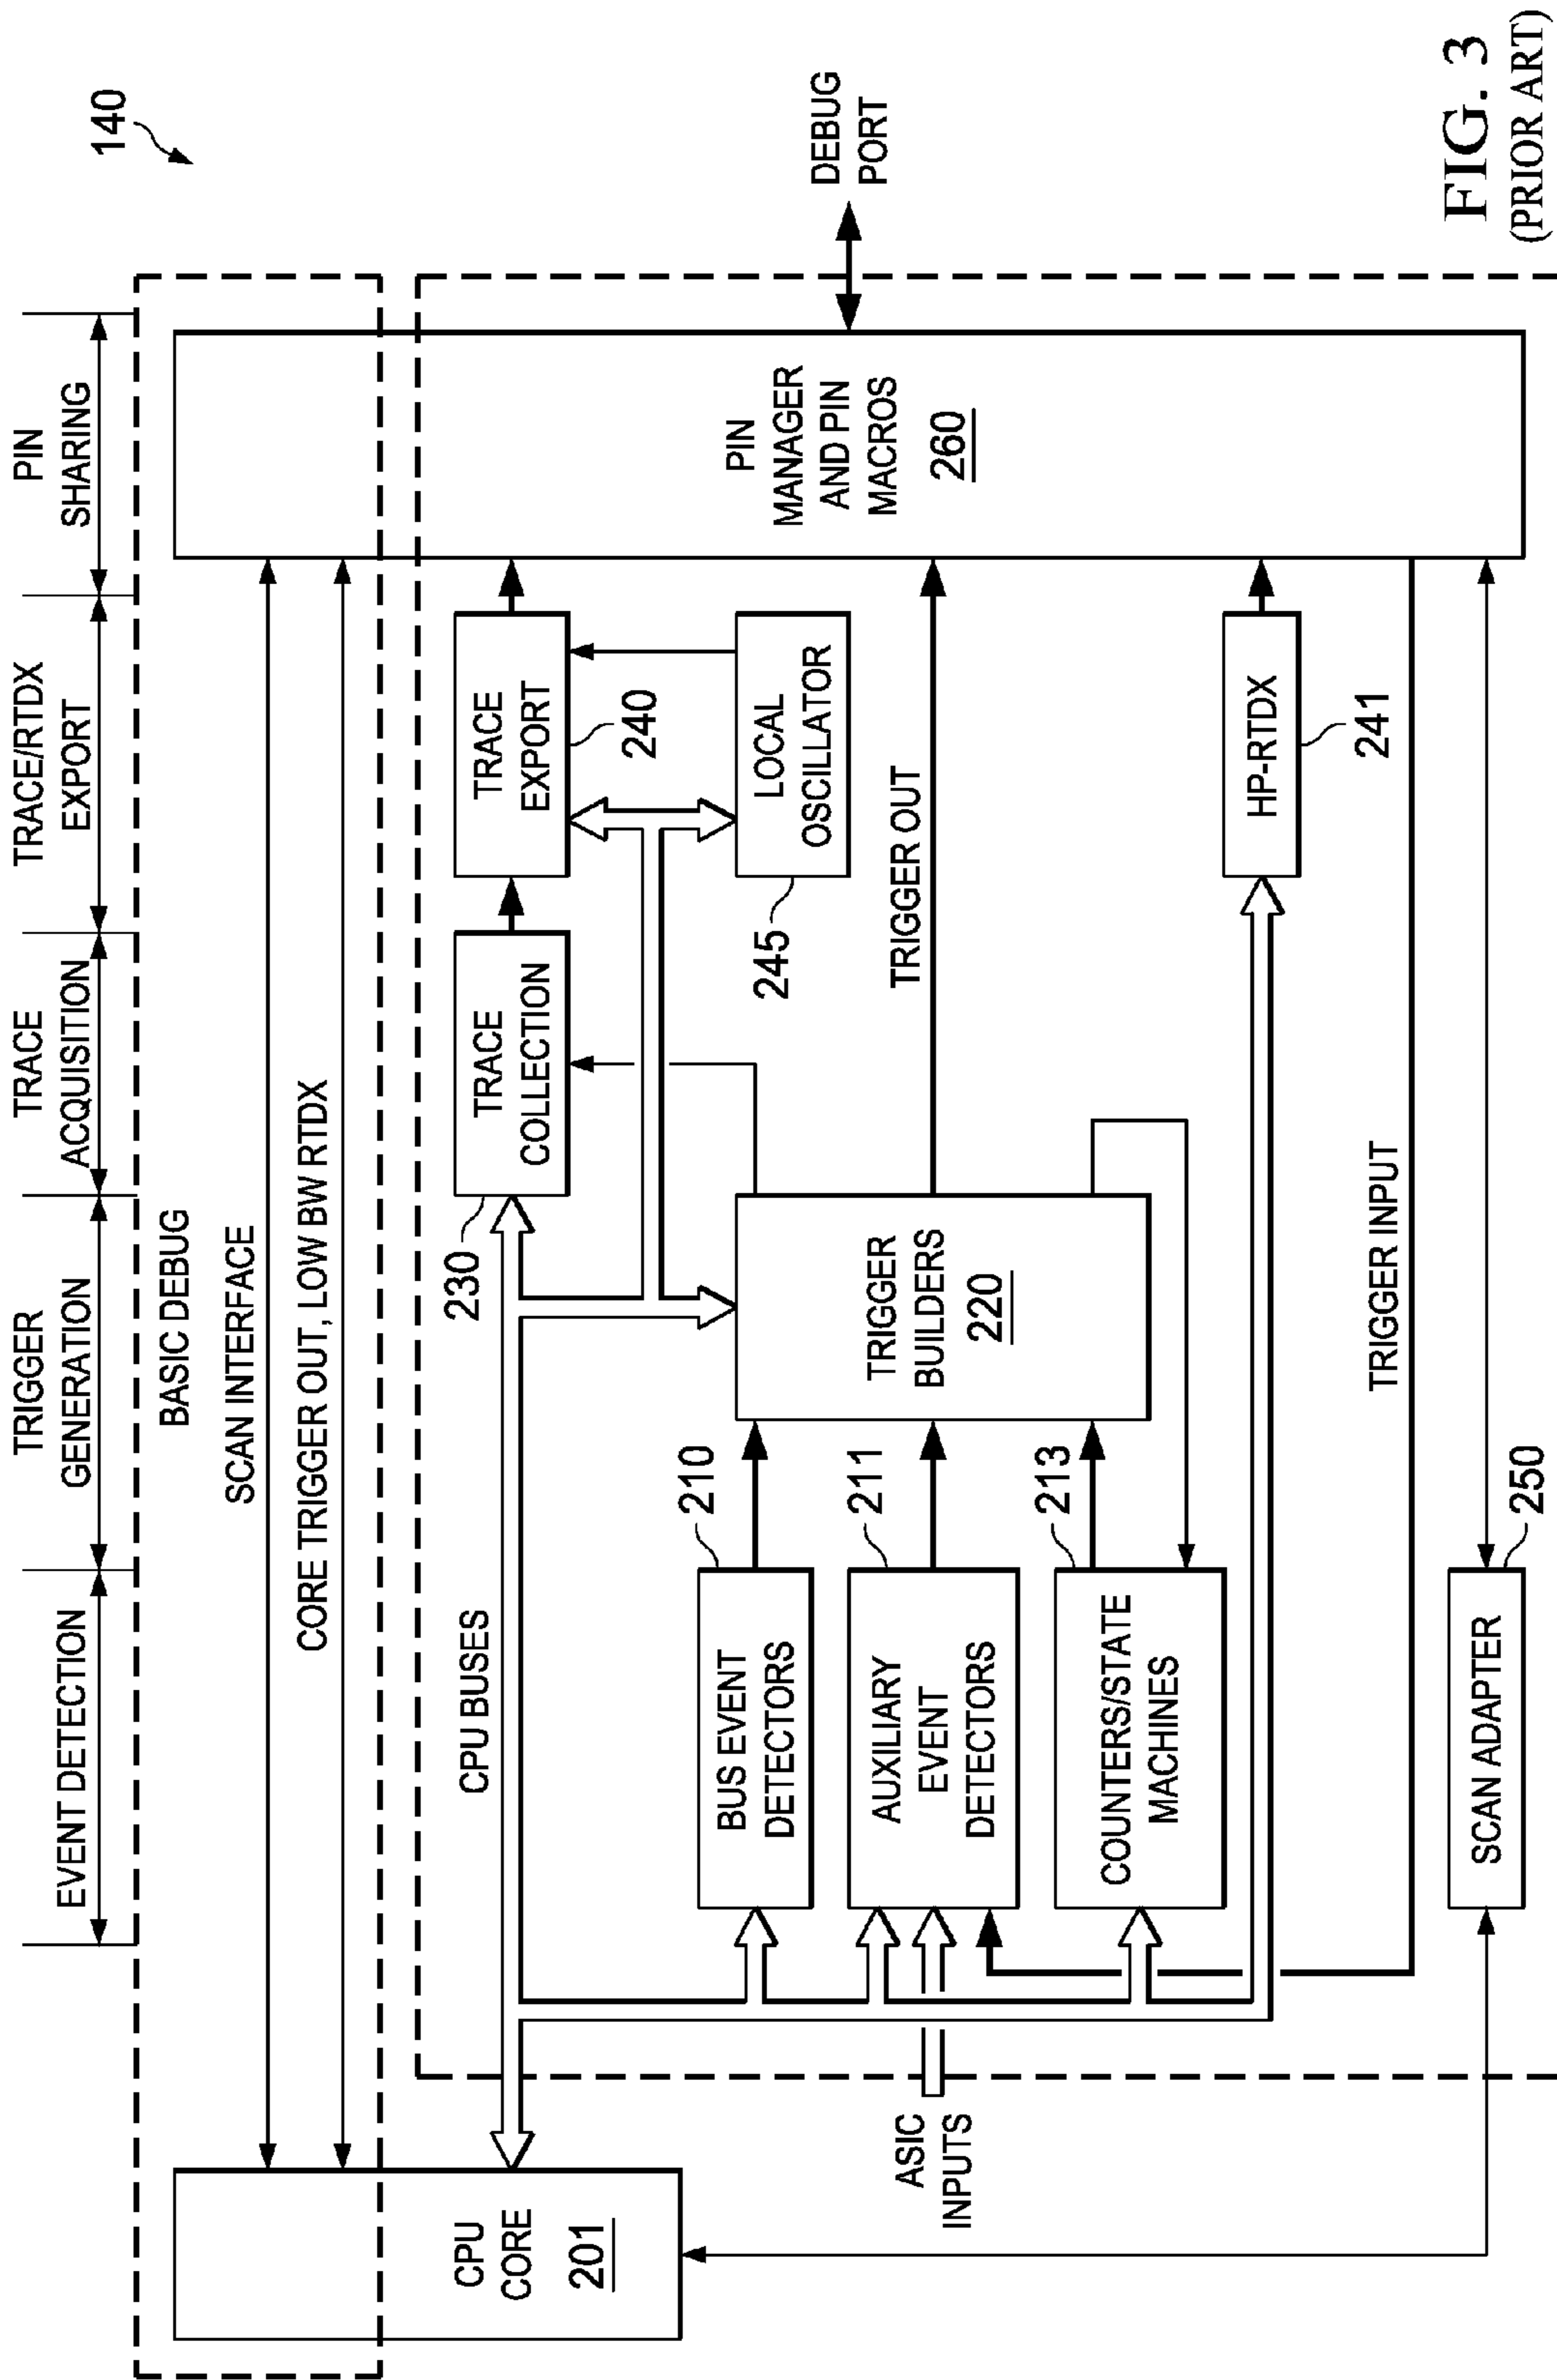 140
EVENT DETECTION
TRIGGER
GENERATION
TRACE
ACQUISITION
TRACE/RTDX
EXPORT
PIN
SHARING
BASIC DEBUG
SCAN INTERFACE
CORE TRIGGER OUT, LOW BW RTDX
CPU
CORE
201
CPU BUSES
230
TRACE
COLLECTION
TRACE
EXPORT
240
LOCAL
OSCILLATOR
245
PIN
MANAGER
AND PIN
MACROS
260
DEBUG
PORT
BUS EVENT
DETECTORS
210
AUXILIARY
EVENT
DETECTORS
211
COUNTERS/STATE
MACHINES
213
TRIGGER
BUILDERS
220
TRIGGER OUT
ASIC
INPUTS
HP-RTDX
241
TRIGGER INPUT
SCAN ADAPTER
250
FIG. 3
(PRIOR ART)